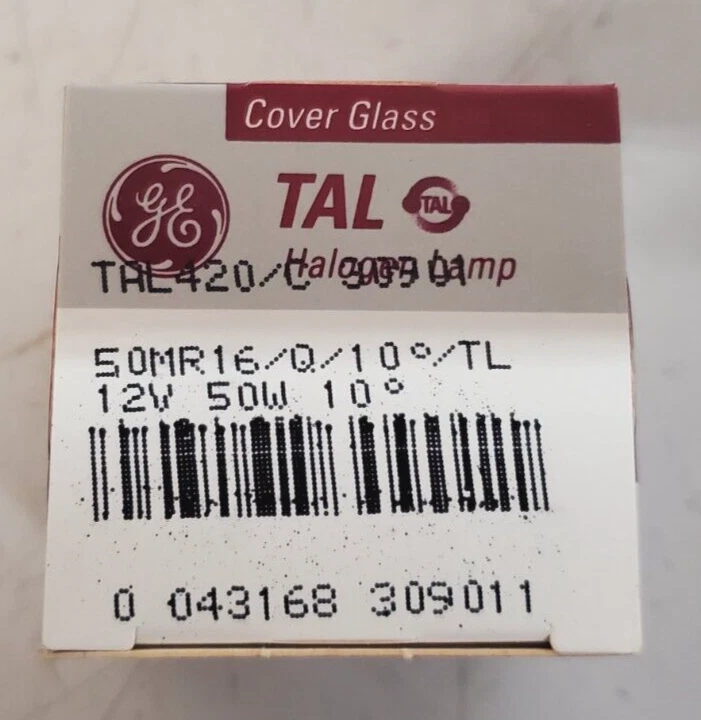 Cover Glass
GE
TAL TAL
Halogen Lamp
TAL420/C 30901
50MR16/Q/10°/TL
12V 50W 10°
0 043168 309011